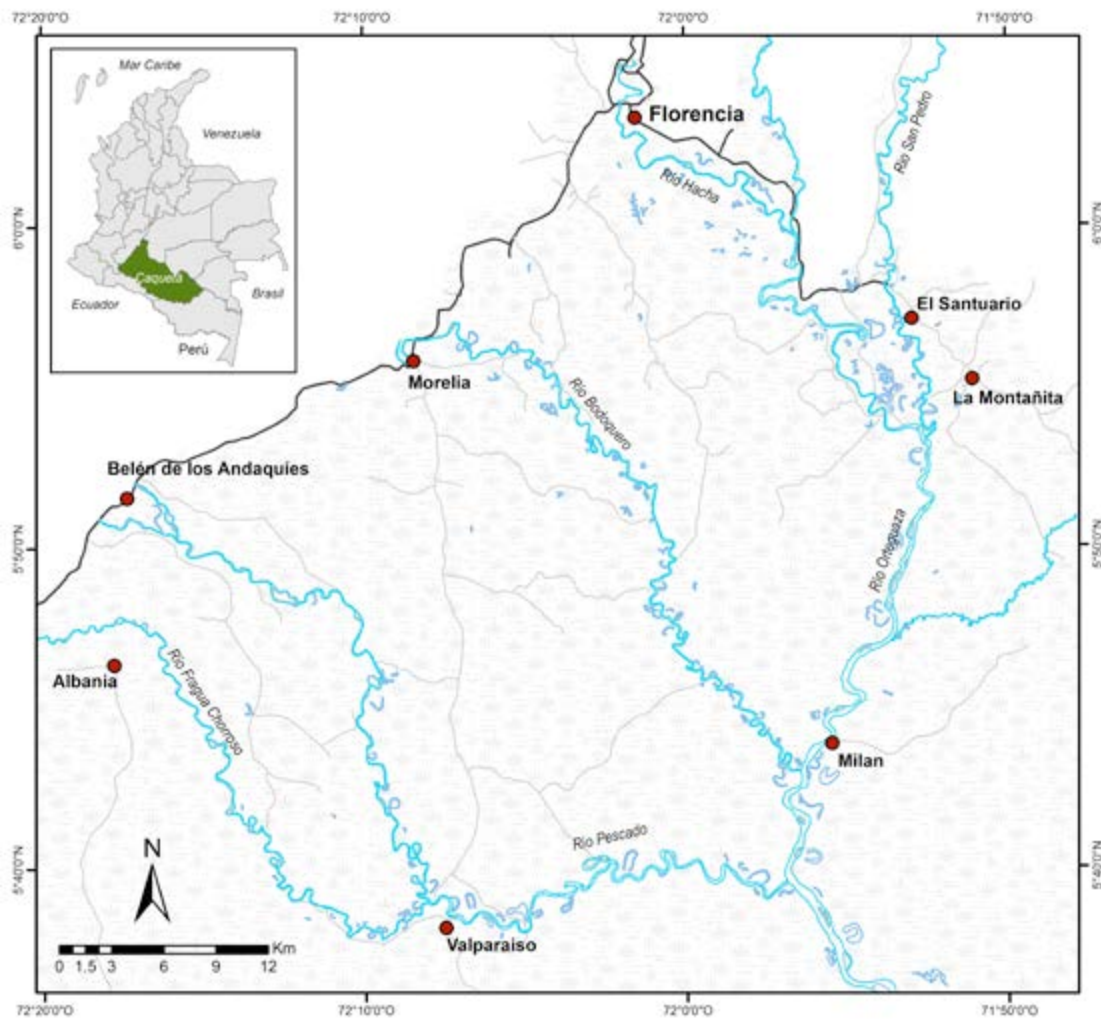 72°20'0"O 72°10'0"O 72°0'0"O 71°50'0"O
Mar Caribe
Venezuela
Caquetá
Ecuador
Brasil
Perú
Florencia
Río Hacha
Río San Pedro
6°0'0"N
6°0'0"N
El Santuario
Morelia
La Montañita
Río Bodoquero
Belén de los Andaquíes
Río Orteguaza
5°50'0"N
5°50'0"N
Albania
Río Fragua Chorroso
Milan
Río Pescado
5°40'0"N
5°40'0"N
N
Valparaiso
Km
0 1.5 3 6 9 12
72°20'0"O 72°10'0"O 72°0'0"O 71°50'0"O